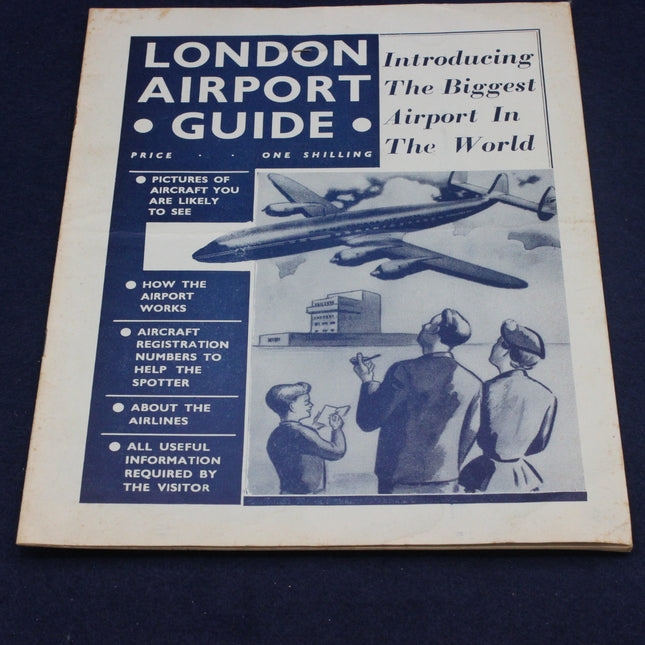 LONDON
AIRPORT
• GUIDE •
PRICE · · ONE SHILLING
Introducing
The Biggest
Airport In
The World
• PICTURES OF
AIRCRAFT YOU
ARE LIKELY
TO SEE
• HOW THE
AIRPORT
WORKS
• AIRCRAFT
REGISTRATION
NUMBERS TO
HELP THE
SPOTTER
• ABOUT THE
AIRLINES
• ALL USEFUL
INFORMATION
REQUIRED BY
THE VISITOR